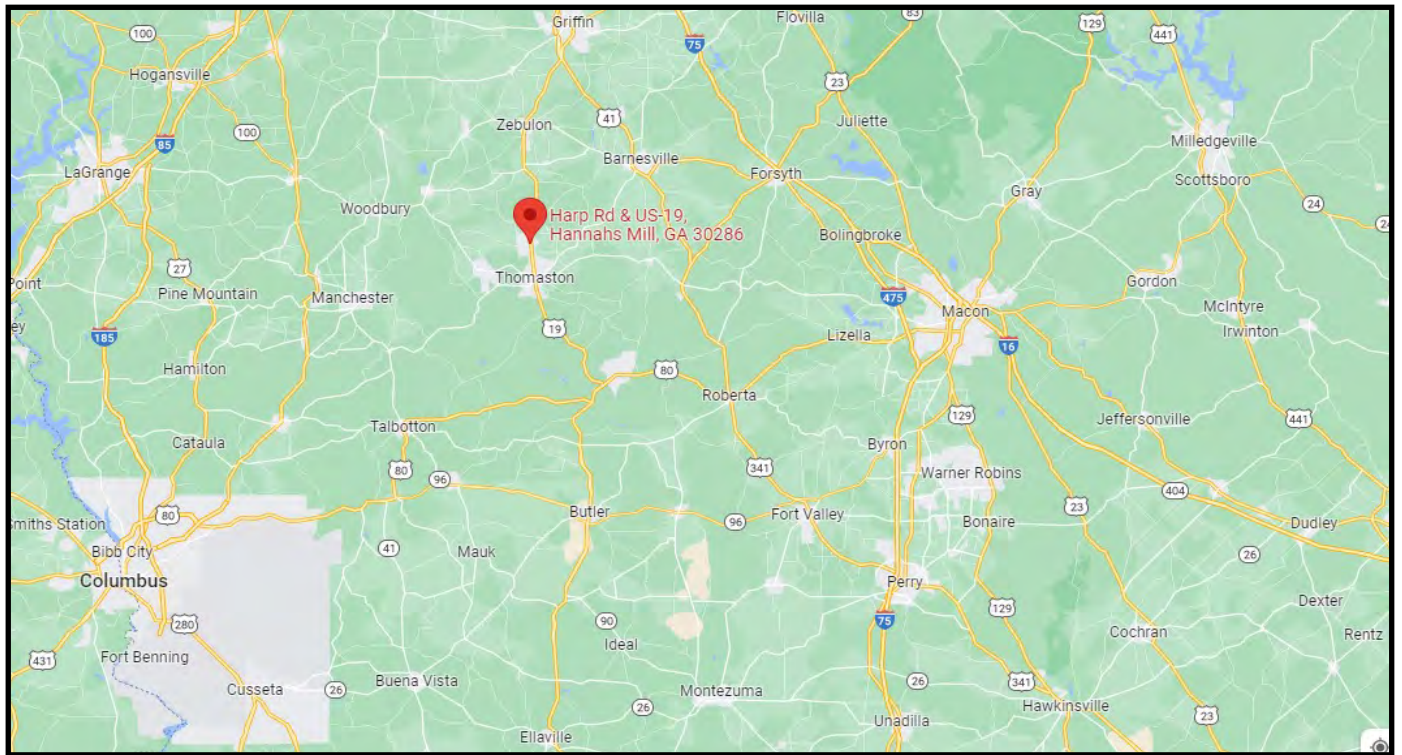 Griffin
Flovilla
83
129
441
100
75
Hogansville
23
100
Zebulon
41
Juliette
85
Barnesville
Milledgeville
LaGrange
Forsyth
Scottsboro
Gray
24
Woodbury
Harp Rd & US-19,
Hannahs Mill, GA 30286
Bolingbroke
27
Thomaston
Gordon
Point
Pine Mountain
Manchester
475
McIntyre
Macon
Irwinton
ey
185
19
Lizella
16
Hamilton
80
Roberta
129
Jeffersonville
441
Talbotton
Cataula
Byron
80
96
341
Warner Robins
404
23
80
Butler
96
Fort Valley
Bonaire
Dudley
Smiths Station
Bibb City
41
Mauk
26
Columbus
Perry
Dexter
280
90
75
129
Cochran
Rentz
431
Fort Benning
Ideal
Cusseta
26
Buena Vista
Montezuma
26
341
26
Hawkinsville
23
Unadilla
Ellaville